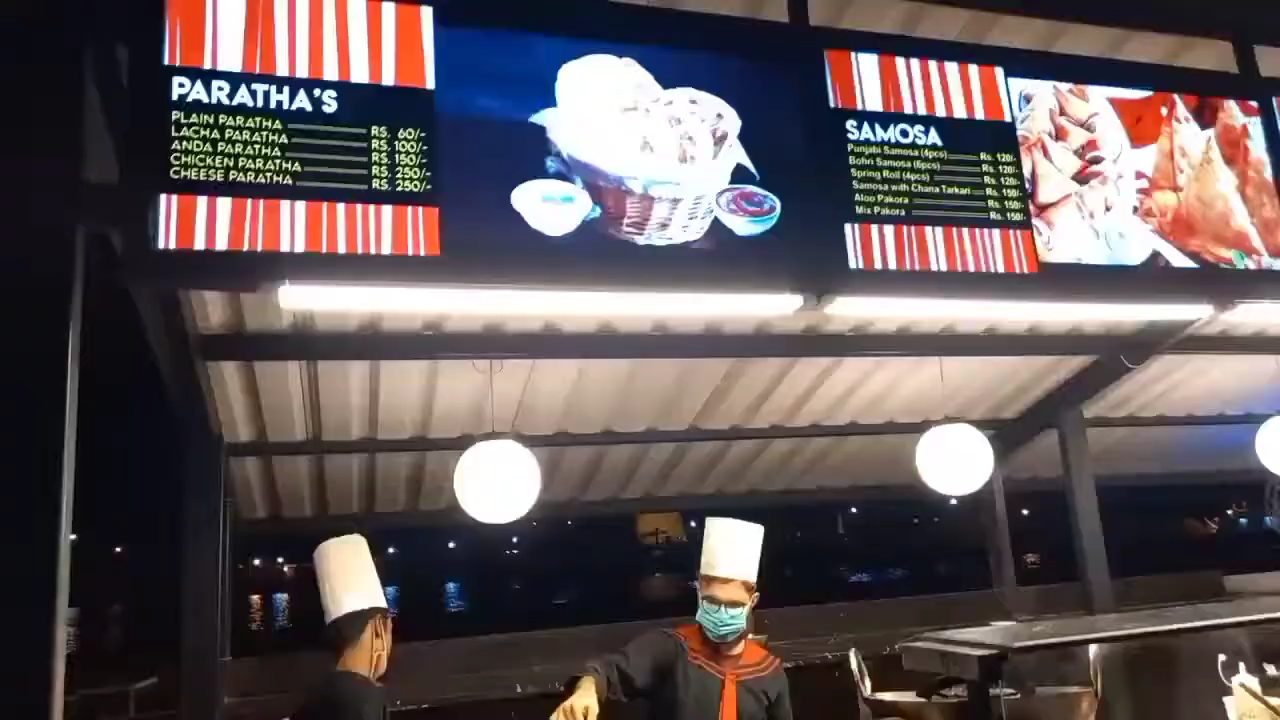 PARATHA'S
PLAIN PARATHA RS. 60/-
LACHA PARATHA RS. 100/-
ANDA PARATHA RS. 150/-
CHICKEN PARATHA RS. 250/-
CHEESE PARATHA RS. 250/-
SAMOSA
Punjabi Samosa (4pcs) Rs. 120/-
Bohri Samosa (6pcs) Rs. 120/-
Spring Roll (4pcs) Rs. 120/-
Samosa with Chana Tarkari Rs. 150/-
Aloo Pakora Rs. 150/-
Mix Pakora Rs. 150/-